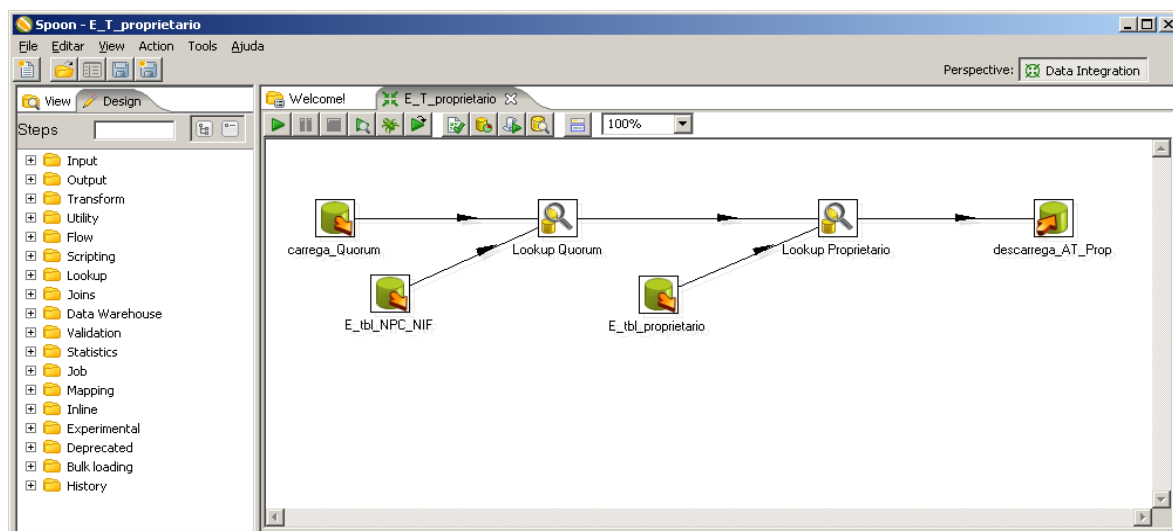 Spoon - E_T_proprietario
File Editar View Action Tools Ajuda
Perspective: Data Integration
View Design
Welcome! E_T_proprietario
Steps
100%
Input
Output
Transform
Utility
Flow
Scripting
Lookup
Joins
Data Warehouse
Validation
Statistics
Job
Mapping
Inline
Experimental
Deprecated
Bulk loading
History
carrega_Quorum
Lookup Quorum
Lookup Proprietario
descarrega_AT_Prop
E_tbl_NPC_NIF
E_tbl_proprietario